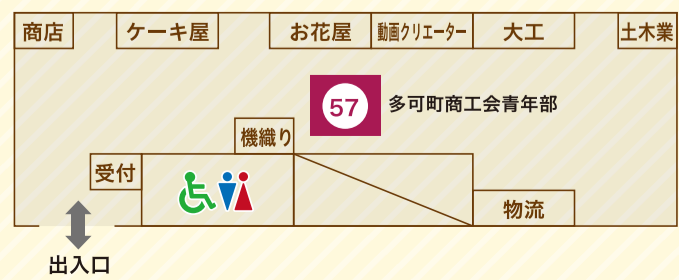 商店
ケーキ屋
お花屋
動画クリエーター
大工
土木業
57
多可町商工会青年部
機織り
受付
物流
出入口